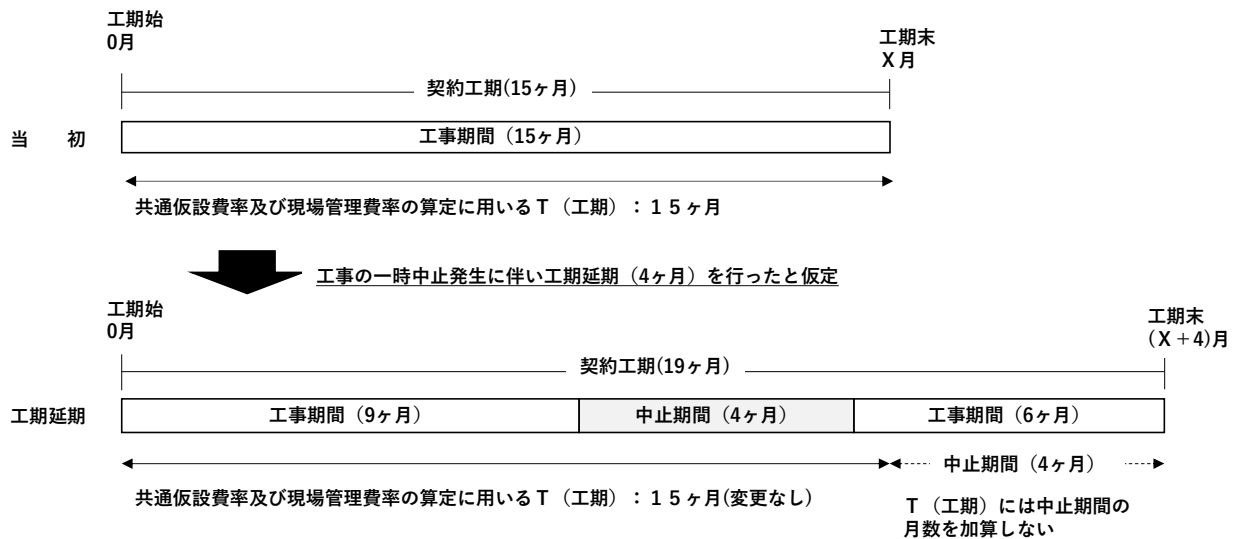 工期始
0月
工期末
X月
契約工期(15ヶ月)
当　　初
工事期間（15ヶ月）
共通仮設費率及び現場管理費率の算定に用いるT（工期）：１５ヶ月
工事の一時中止発生に伴い工期延期（4ヶ月）を行ったと仮定
工期始
0月
工期末
(X＋4)月
契約工期(19ヶ月)
工期延期
工事期間（9ヶ月）
中止期間（4ヶ月）
工事期間（6ヶ月）
中止期間（4ヶ月）
共通仮設費率及び現場管理費率の算定に用いるT（工期）：１５ヶ月(変更なし)
T（工期）には中止期間の
月数を加算しない